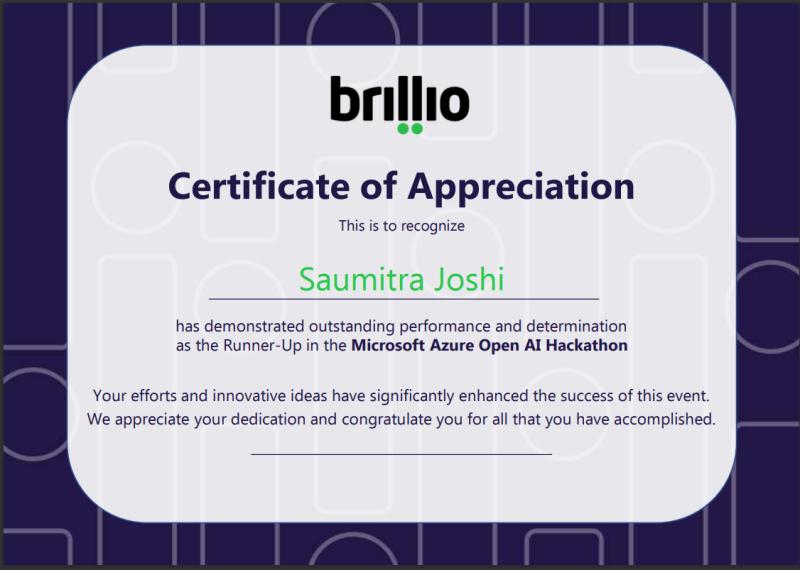 brillio
Certificate of Appreciation
This is to recognize
Saumitra Joshi
has demonstrated outstanding performance and determination
as the Runner-Up in the Microsoft Azure Open AI Hackathon
Your efforts and innovative ideas have significantly enhanced the success of this event.
We appreciate your dedication and congratulate you for all that you have accomplished.